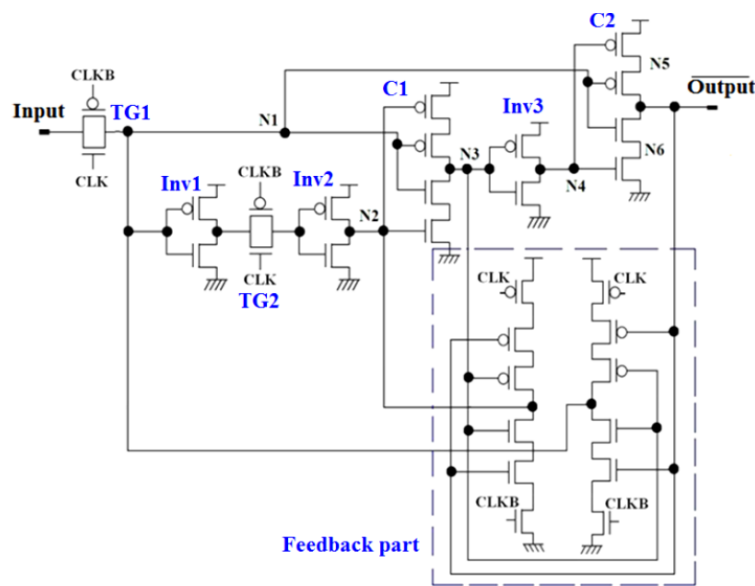 C2
CLKB
C1
N5
Output
Input
TG1
Inv3
N1
N3
N6
CLK
CLKB
N4
Inv1
Inv2
N2
CLK
TG2
CLK
CLK
CLKB
CLKB
Feedback part